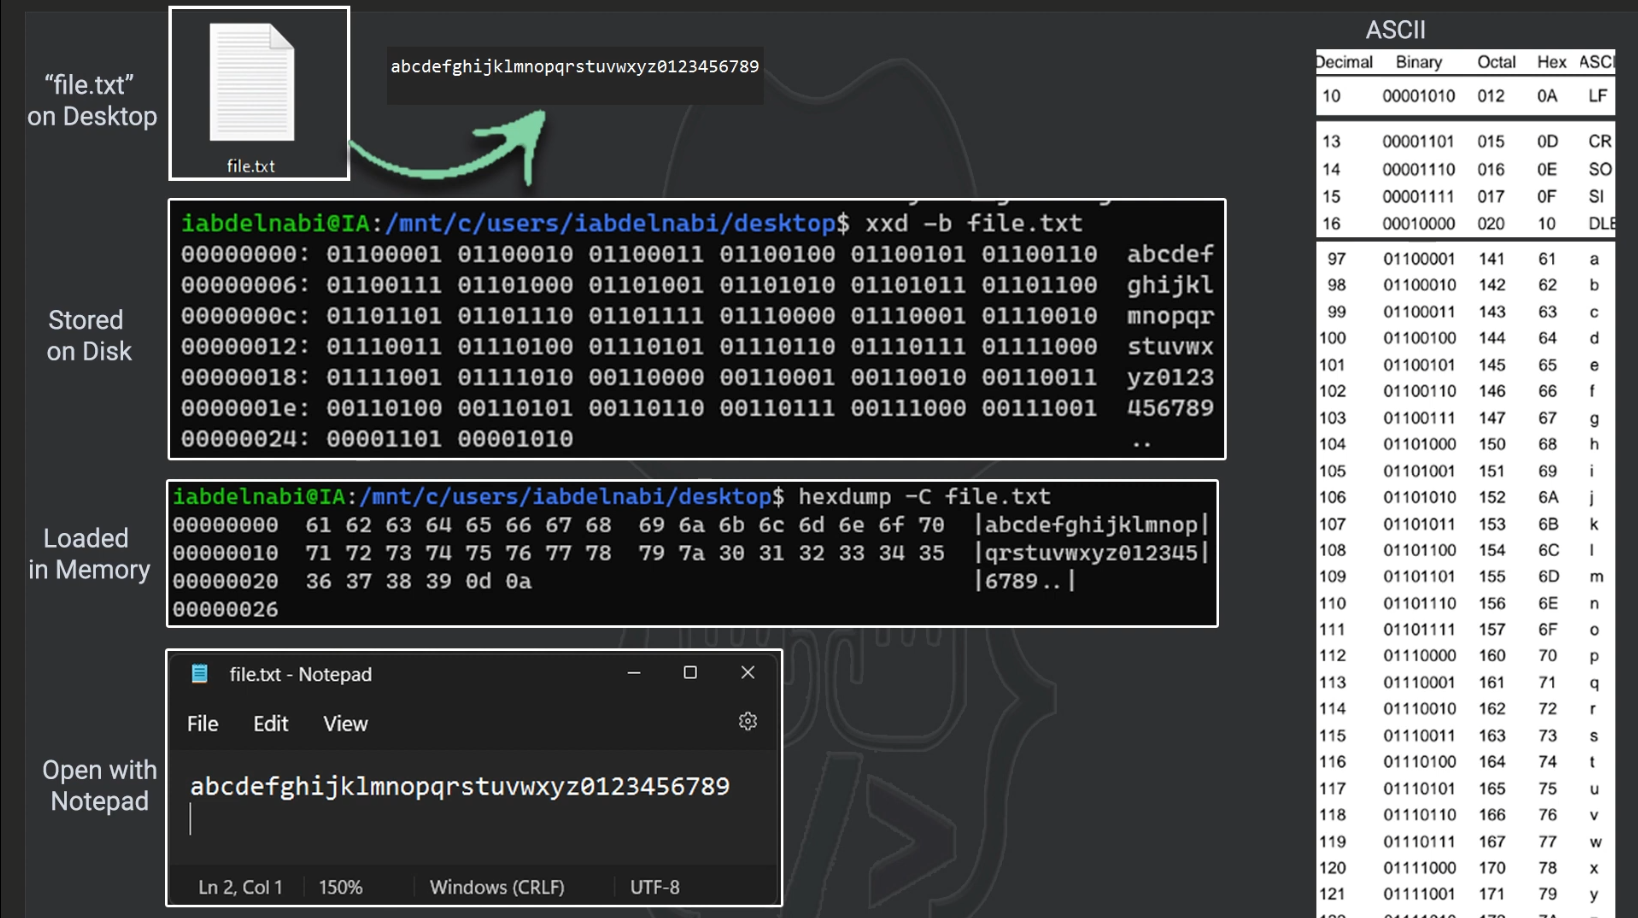 “file.txt”
on Desktop
file.txt
abcdefghijklmnopqrstuvwxyz0123456789
Stored
on Disk
iabdelnabi@IA:/mnt/c/users/iabdelnabi/desktop$ xxd -b file.txt
00000000: 01100001 01100010 01100011 01100100 01100101 01100110  abcdef
00000006: 01100111 01101000 01101001 01101010 01101011 01101100  ghijkl
0000000c: 01101101 01101110 01101111 01110000 01110001 01110010  mnopqr
00000012: 01110011 01110100 01110101 01110110 01110111 01111000  stuvwx
00000018: 01111001 01111010 00110000 00110001 00110010 00110011  yz0123
0000001e: 00110100 00110101 00110110 00110111 00111000 00111001  456789
00000024: 00001101 00001010  ..
Loaded
in Memory
iabdelnabi@IA:/mnt/c/users/iabdelnabi/desktop$ hexdump -C file.txt
00000000  61 62 63 64 65 66 67 68  69 6a 6b 6c 6d 6e 6f 70  |abcdefghijklmnop|
00000010  71 72 73 74 75 76 77 78  79 7a 30 31 32 33 34 35  |qrstuvwxyz012345|
00000020  36 37 38 39 0d 0a  |6789..|
00000026
Open with
Notepad
file.txt - Notepad
File Edit View
abcdefghijklmnopqrstuvwxyz0123456789
Ln 2, Col 1 150% Windows (CRLF) UTF-8
ASCII
Decimal Binary Octal Hex ASCI
10 00001010 012 0A LF
13 00001101 015 0D CR
14 00001110 016 0E SO
15 00001111 017 0F SI
16 00010000 020 10 DLE
97 01100001 141 61 a
98 01100010 142 62 b
99 01100011 143 63 c
100 01100100 144 64 d
101 01100101 145 65 e
102 01100110 146 66 f
103 01100111 147 67 g
104 01101000 150 68 h
105 01101001 151 69 i
106 01101010 152 6A j
107 01101011 153 6B k
108 01101100 154 6C l
109 01101101 155 6D m
110 01101110 156 6E n
111 01101111 157 6F o
112 01110000 160 70 p
113 01110001 161 71 q
114 01110010 162 72 r
115 01110011 163 73 s
116 01110100 164 74 t
117 01110101 165 75 u
118 01110110 166 76 v
119 01110111 167 77 w
120 01111000 170 78 x
121 01111001 171 79 y